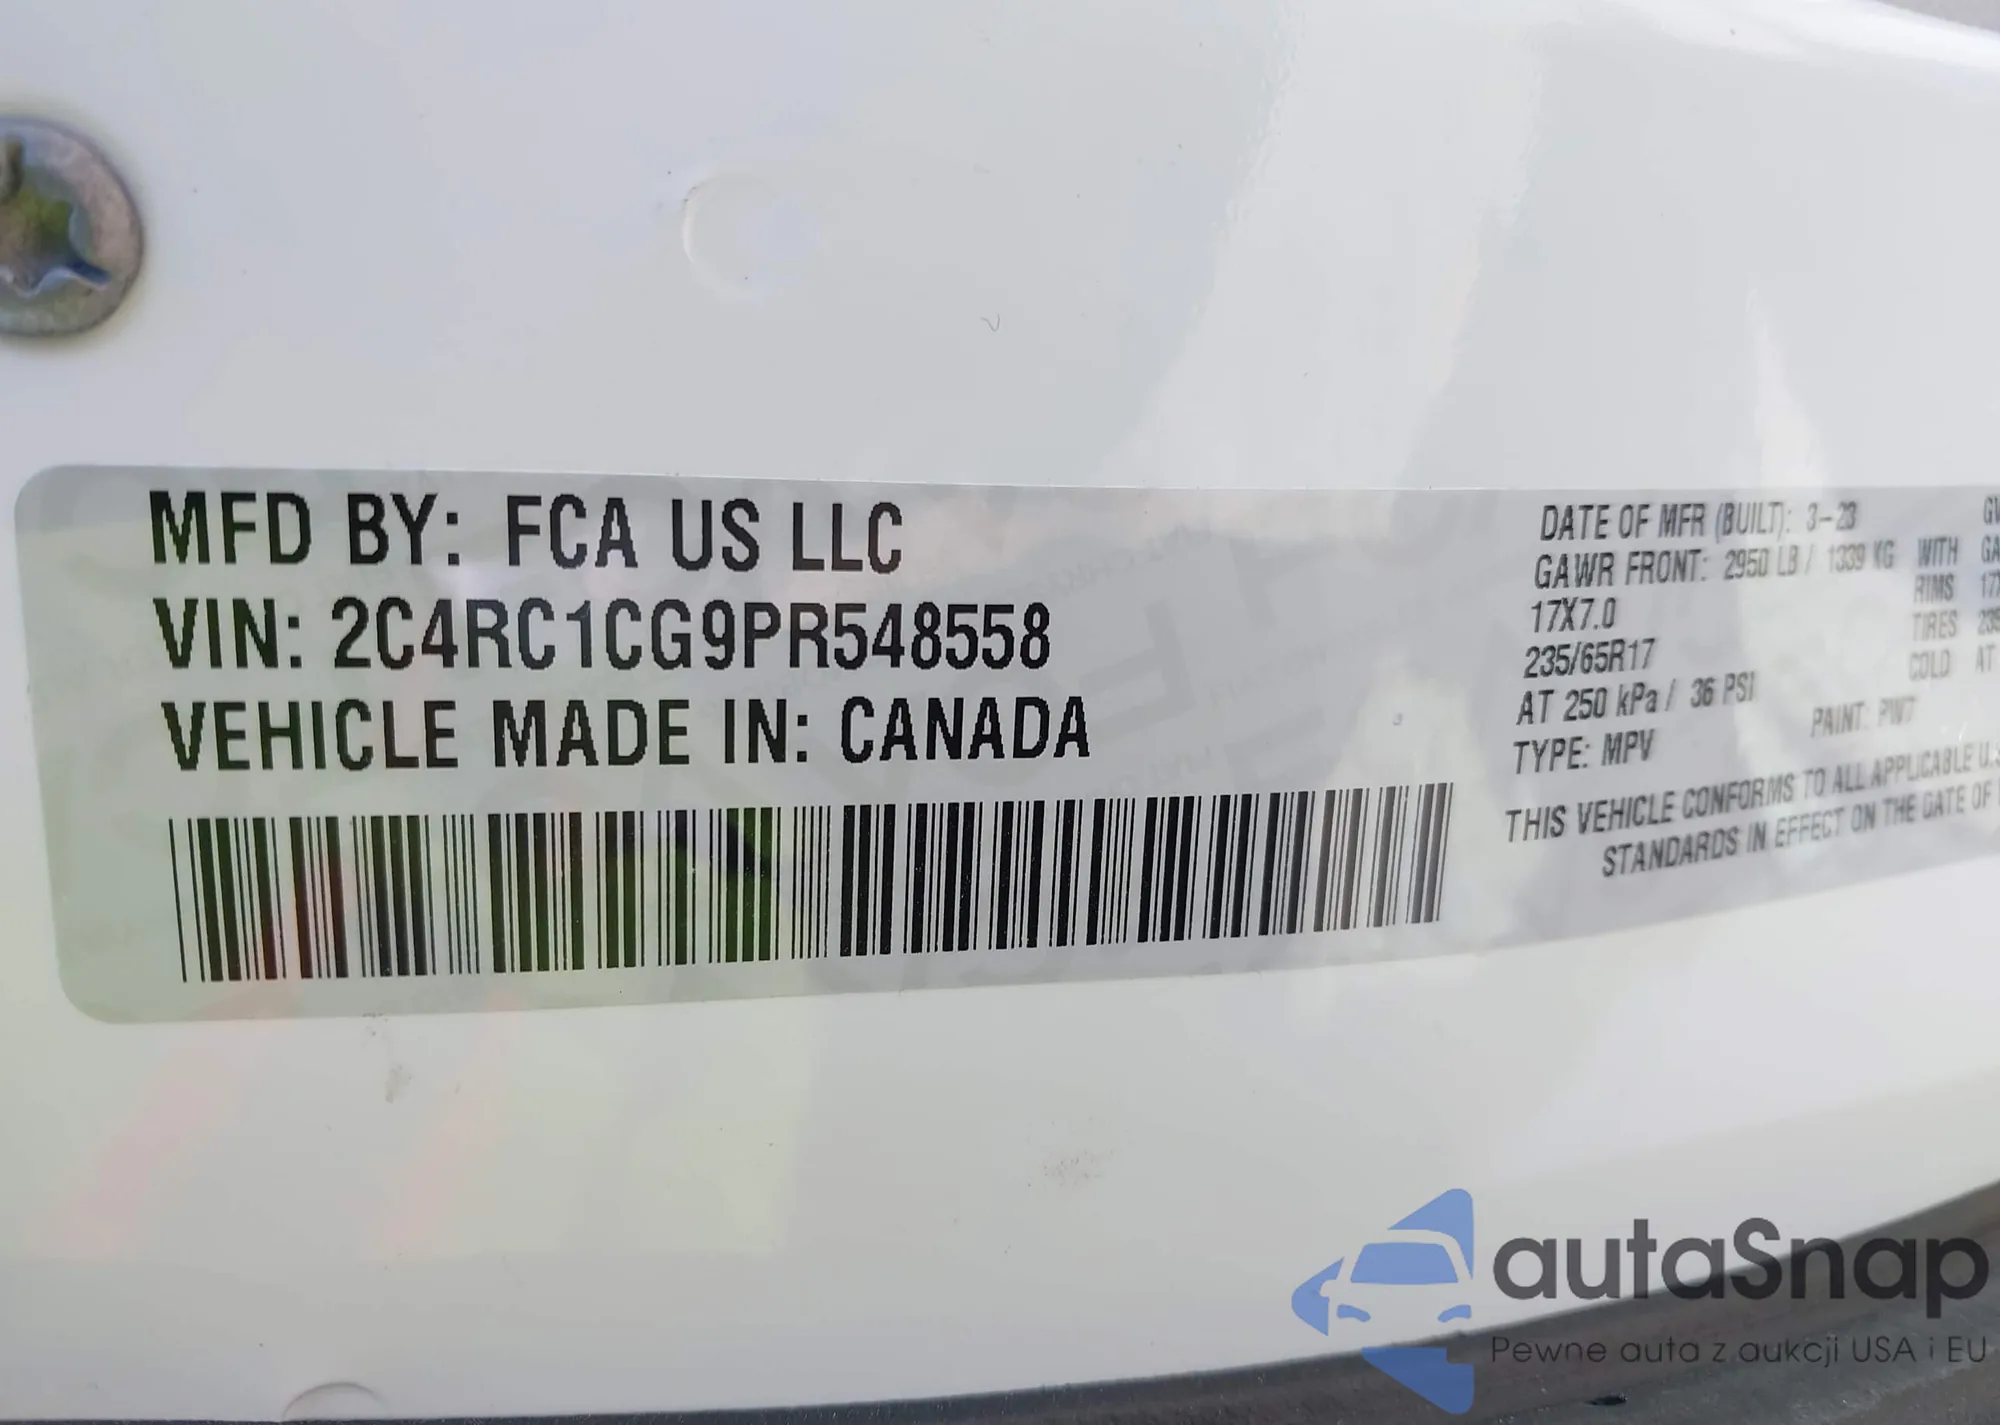 MFD BY: FCA US LLC
VIN: 2C4RC1CG9PR548558
VEHICLE MADE IN: CANADA
DATE OF MFR (BUILT): 3-23
GAWR FRONT: 2950 LB / 1339 KG WITH
17X7.0 RIMS
235/65R17 TIRES
AT 250 kPa / 36 PSI COLD AT
TYPE: MPV PAINT: PW7
THIS VEHICLE CONFORMS TO ALL APPLICABLE
STANDARDS IN EFFECT ON THE DATE OF
autaSnap
Pewne auta z aukcji USA i EU